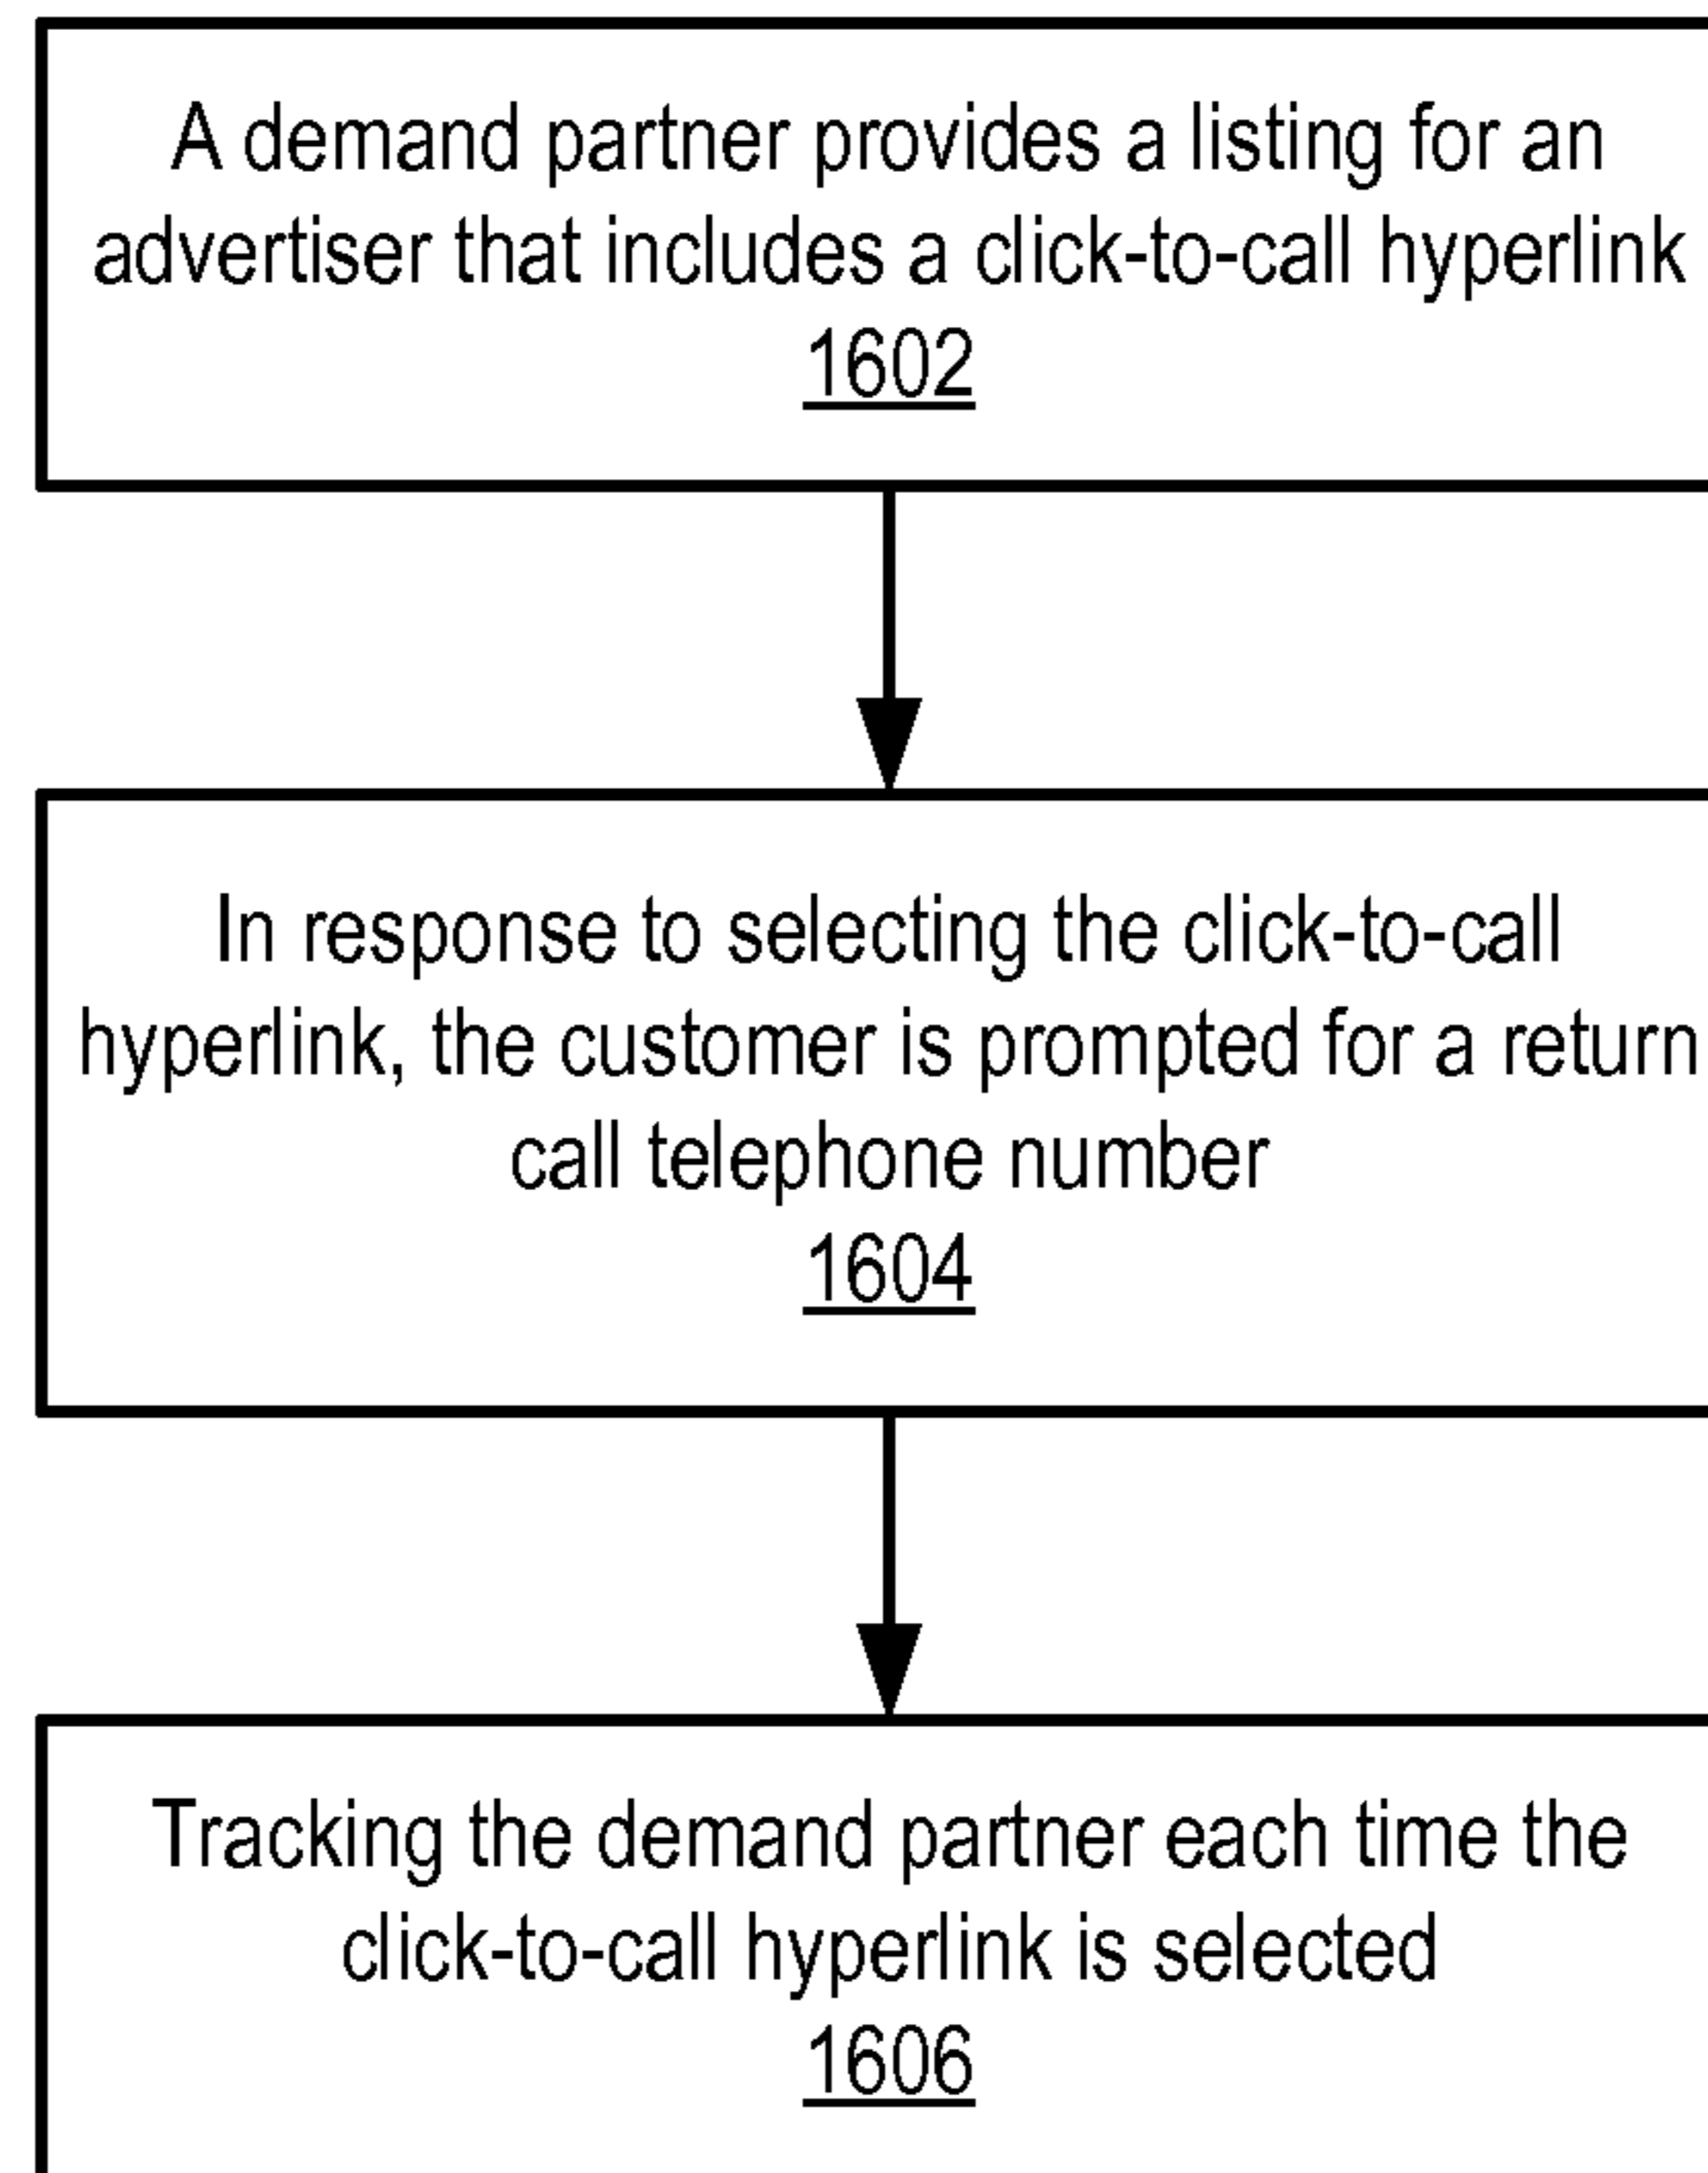 A demand partner provides a listing for an
advertiser that includes a click-to-call hyperlink
1602
In response to selecting the click-to-call
hyperlink, the customer is prompted for a return
call telephone number
1604
Tracking the demand partner each time the
click-to-call hyperlink is selected
1606